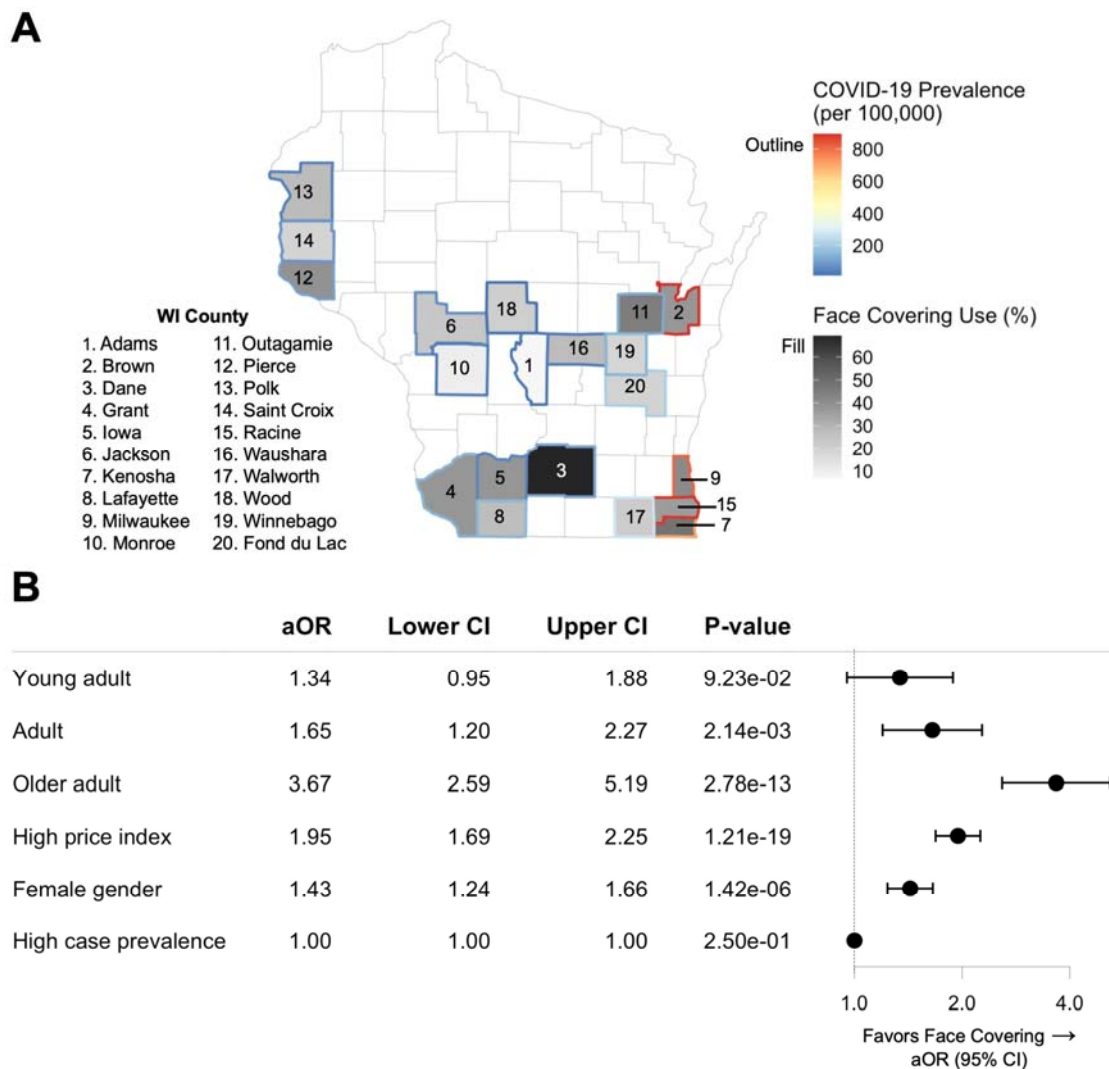 A
COVID-19 Prevalence
(per 100,000)
Outline
800
600
400
200
Face Covering Use (%)
Fill
60
50
40
30
20
10
13
14
12
6
18
10
1
16
11
2
19
20
4
5
3
8
17
9
15
7
WI County
1. Adams 11. Outagamie
2. Brown 12. Pierce
3. Dane 13. Polk
4. Grant 14. Saint Croix
5. Iowa 15. Racine
6. Jackson 16. Waushara
7. Kenosha 17. Walworth
8. Lafayette 18. Wood
9. Milwaukee 19. Winnebago
10. Monroe 20. Fond du Lac
B
aOR Lower CI Upper CI P-value
Young adult 1.34 0.95 1.88 9.23e-02
Adult 1.65 1.20 2.27 2.14e-03
Older adult 3.67 2.59 5.19 2.78e-13
High price index 1.95 1.69 2.25 1.21e-19
Female gender 1.43 1.24 1.66 1.42e-06
High case prevalence 1.00 1.00 1.00 2.50e-01
1.0 2.0 4.0
Favors Face Covering →
aOR (95% CI)